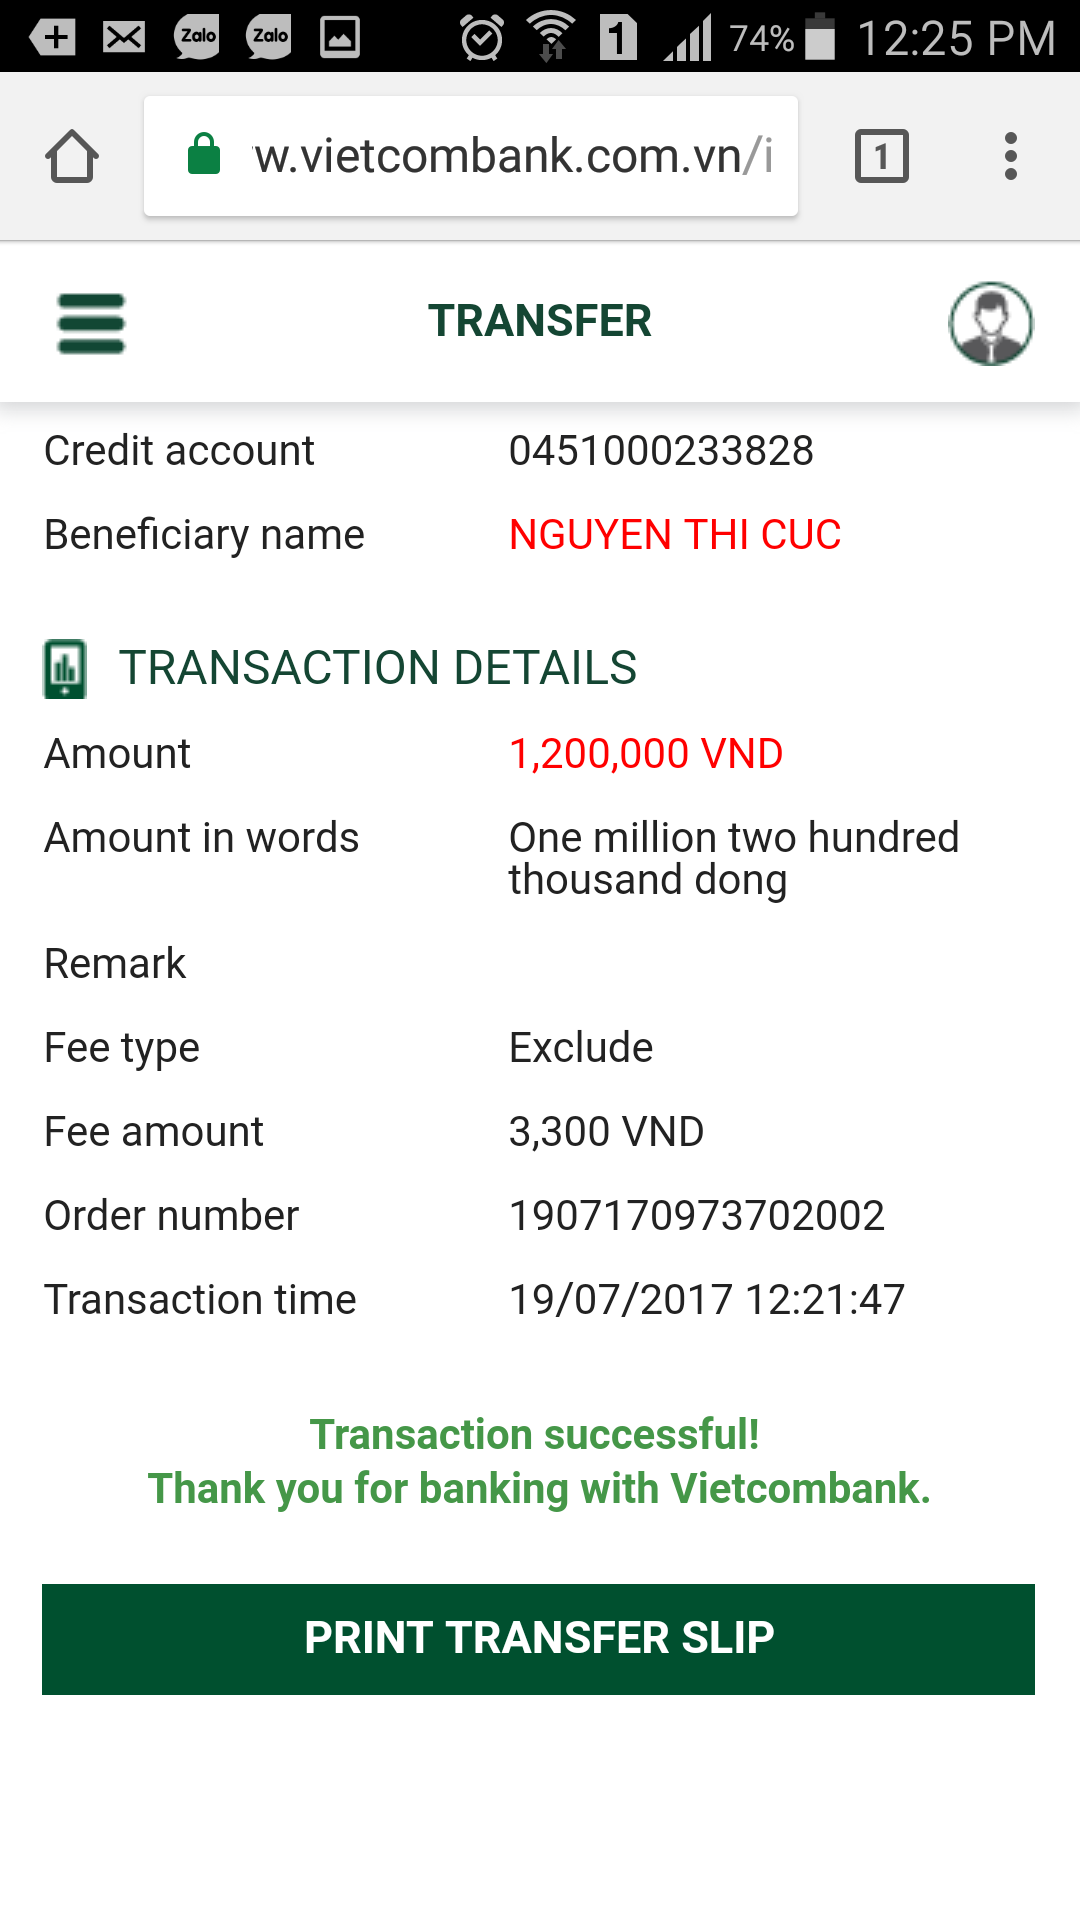 Zalo Zalo 1 74% 12:25 PM
w.vietcombank.com.vn/i 1
TRANSFER
Credit account 0451000233828
Beneficiary name NGUYEN THI CUC
TRANSACTION DETAILS
Amount 1,200,000 VND
Amount in words One million two hundred
thousand dong
Remark
Fee type Exclude
Fee amount 3,300 VND
Order number 1907170973702002
Transaction time 19/07/2017 12:21:47
Transaction successful!
Thank you for banking with Vietcombank.
PRINT TRANSFER SLIP